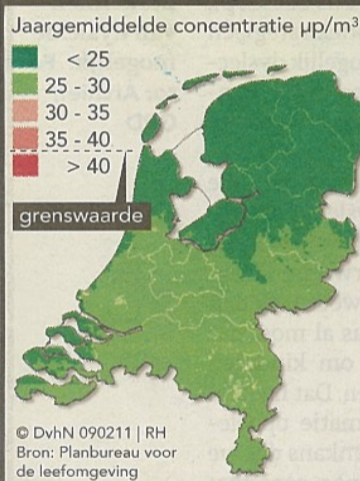 Jaargemiddelde concentratie µp/m³
< 25
25 - 30
30 - 35
35 - 40
> 40
grenswaarde
© DvhN 090211 | RH
Bron: Planbureau voor
de leefomgeving